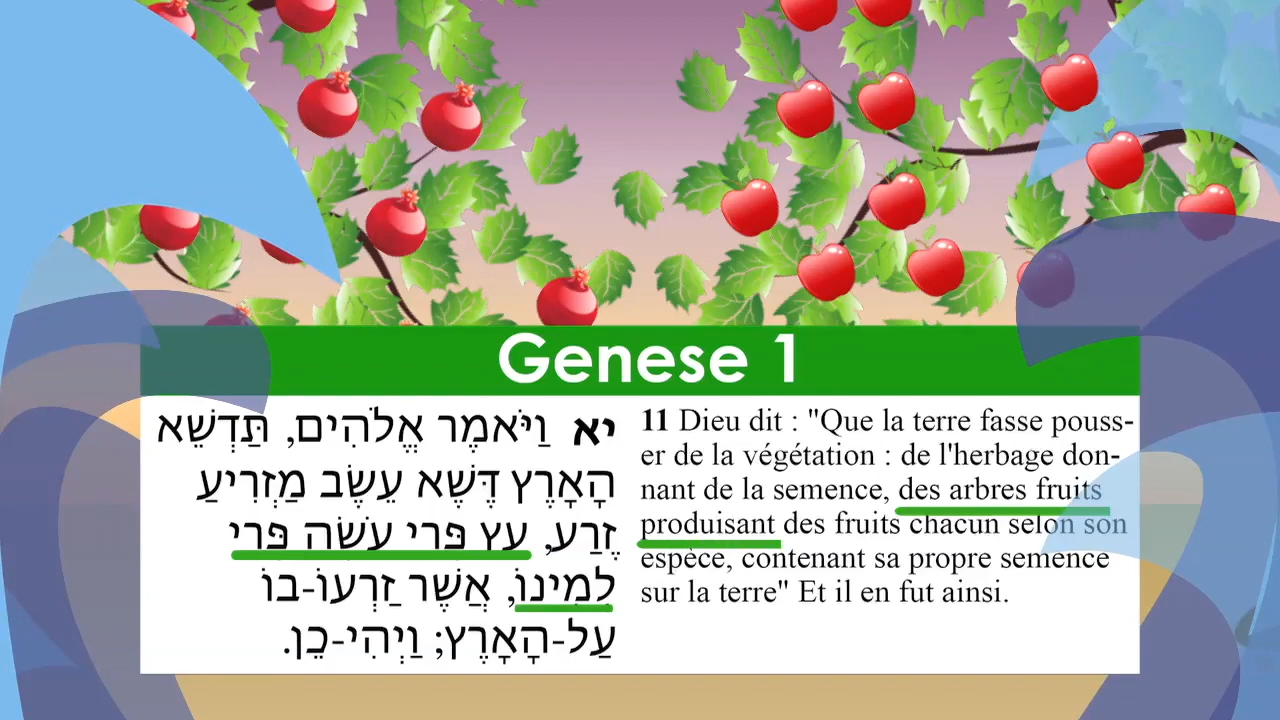 Genese 1
יא וַיֹּאמֶר אֱלֹהִים, תַּדְשֵׁא
הָאָרֶץ דֶּשֶׁא עֵשֶׂב מַזְרִיעַ
זֶרַע, עֵץ פְּרִי עֹשֶׂה פְּרִי
לְמִינוֹ, אֲשֶׁר זַרְעוֹ-בוֹ
עַל-הָאָרֶץ; וַיְהִי-כֵן.
11 Dieu dit : "Que la terre fasse pouss-
er de la végétation : de l'herbage don-
nant de la semence, des arbres fruits
produisant des fruits chacun selon son
espèce, contenant sa propre semence
sur la terre" Et il en fut ainsi.